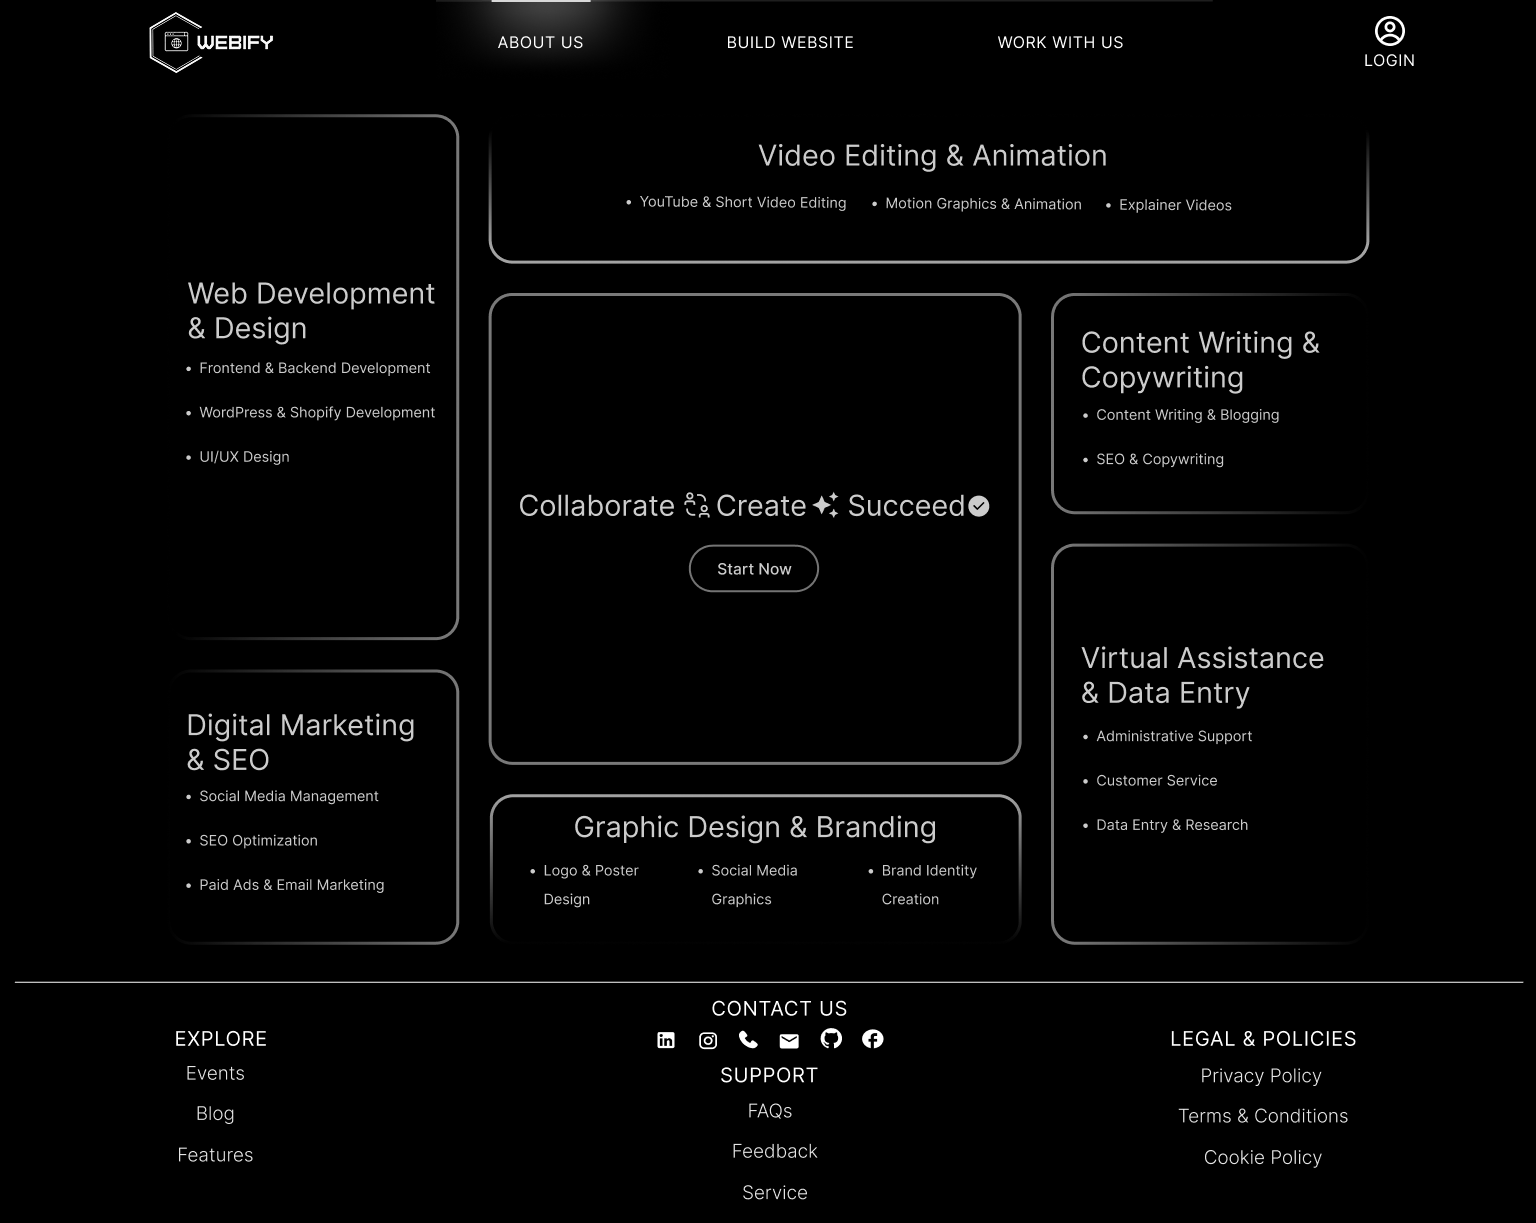 WEBIFY
ABOUT US
BUILD WEBSITE
WORK WITH US
LOGIN
Video Editing & Animation
• YouTube & Short Video Editing
• Motion Graphics & Animation
• Explainer Videos
Web Development
& Design
• Frontend & Backend Development
• WordPress & Shopify Development
• UI/UX Design
Collaborate Create Succeed
Start Now
Content Writing &
Copywriting
• Content Writing & Blogging
• SEO & Copywriting
Digital Marketing
& SEO
• Social Media Management
• SEO Optimization
• Paid Ads & Email Marketing
Graphic Design & Branding
• Logo & Poster
Design
• Social Media
Graphics
• Brand Identity
Creation
Virtual Assistance
& Data Entry
• Administrative Support
• Customer Service
• Data Entry & Research
EXPLORE
Events
Blog
Features
CONTACT US
SUPPORT
FAQs
Feedback
Service
LEGAL & POLICIES
Privacy Policy
Terms & Conditions
Cookie Policy